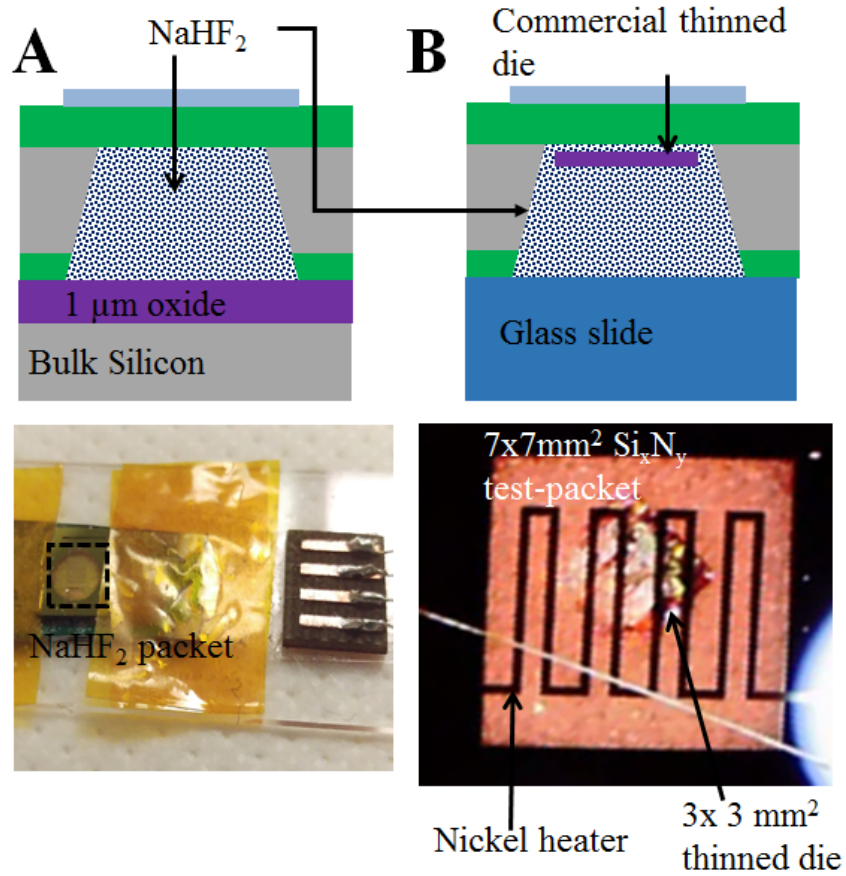 A
NaHF₂
B
Commercial thinned
die
1 µm oxide
Bulk Silicon
Glass slide
7x7mm² SiₓNᵧ
test-packet
NaHF₂ packet
Nickel heater
3x 3 mm²
thinned die